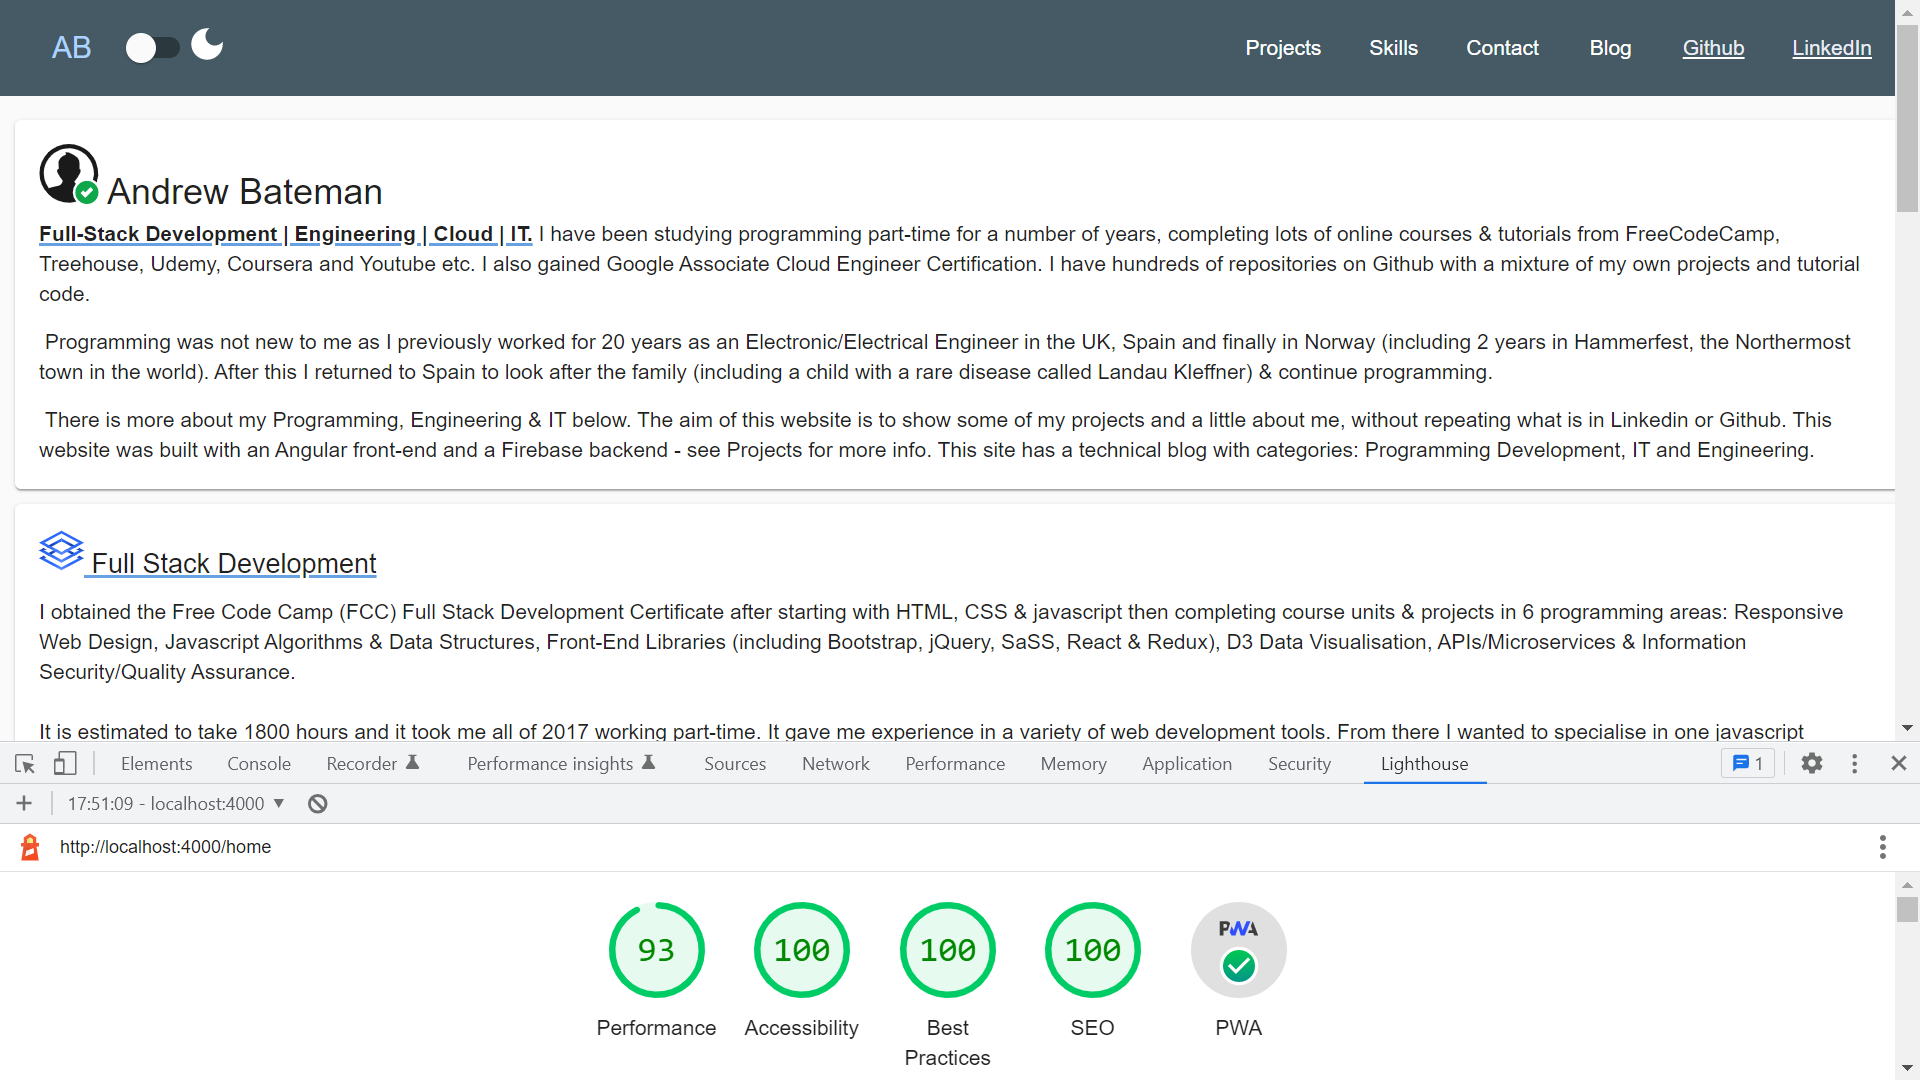 AB
Projects Skills Contact Blog Github LinkedIn
Andrew Bateman
Full-Stack Development | Engineering | Cloud | IT. I have been studying programming part-time for a number of years, completing lots of online courses & tutorials from FreeCodeCamp,
Treehouse, Udemy, Coursera and Youtube etc. I also gained Google Associate Cloud Engineer Certification. I have hundreds of repositories on Github with a mixture of my own projects and tutorial
code.
Programming was not new to me as I previously worked for 20 years as an Electronic/Electrical Engineer in the UK, Spain and finally in Norway (including 2 years in Hammerfest, the Northermost
town in the world). After this I returned to Spain to look after the family (including a child with a rare disease called Landau Kleffner) & continue programming.
There is more about my Programming, Engineering & IT below. The aim of this website is to show some of my projects and a little about me, without repeating what is in Linkedin or Github. This
website was built with an Angular front-end and a Firebase backend - see Projects for more info. This site has a technical blog with categories: Programming Development, IT and Engineering.
Full Stack Development
I obtained the Free Code Camp (FCC) Full Stack Development Certificate after starting with HTML, CSS & javascript then completing course units & projects in 6 programming areas: Responsive
Web Design, Javascript Algorithms & Data Structures, Front-End Libraries (including Bootstrap, jQuery, SaSS, React & Redux), D3 Data Visualisation, APIs/Microservices & Information
Security/Quality Assurance.
It is estimated to take 1800 hours and it took me all of 2017 working part-time. It gave me experience in a variety of web development tools. From there I wanted to specialise in one javascript
Elements Console Recorder Performance insights Sources Network Performance Memory Application Security Lighthouse 1
17:51:09 - localhost:4000
http://localhost:4000/home
93 100 100 100 PWA
Performance Accessibility Best Practices SEO PWA